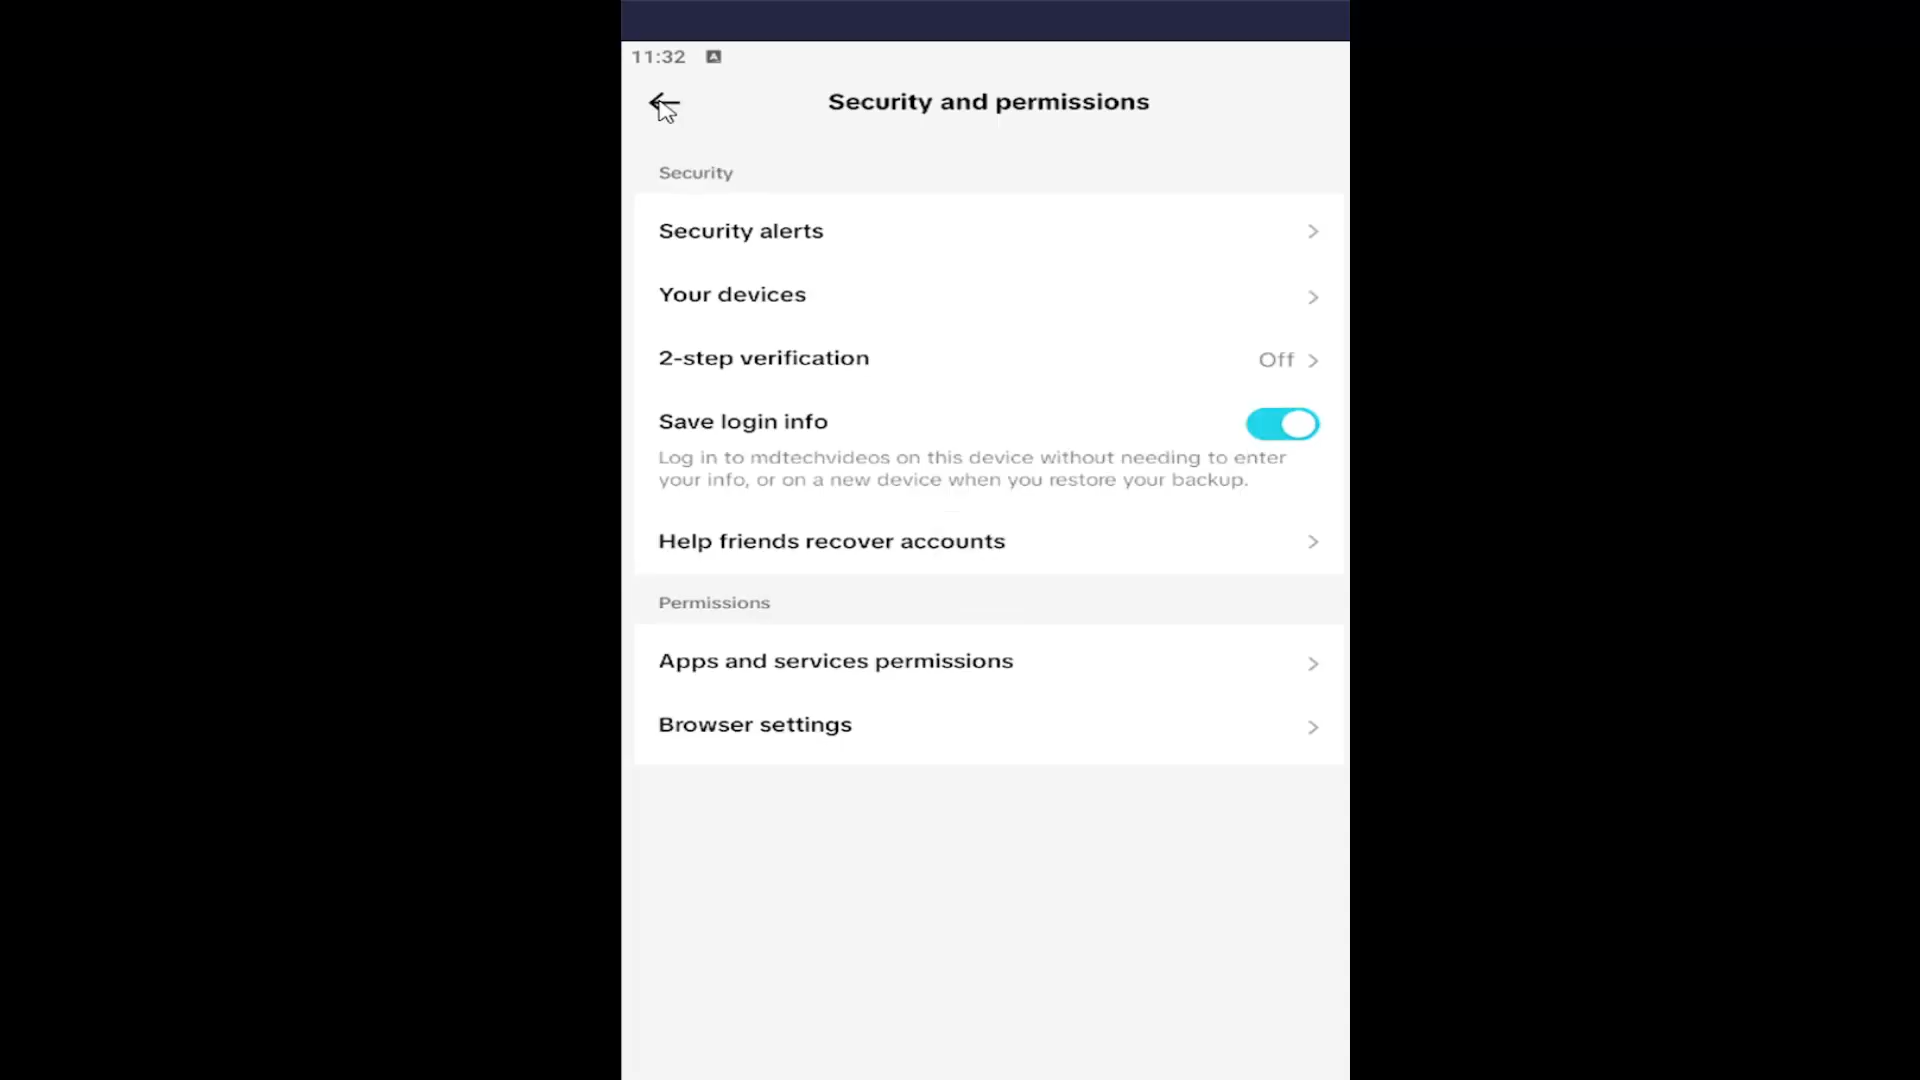 11:32
Security and permissions
Security
Security alerts
Your devices
2-step verification Off
Save login info
Log in to mdtechvideos on this device without needing to enter
your info, or on a new device when you restore your backup.
Help friends recover accounts
Permissions
Apps and services permissions
Browser settings